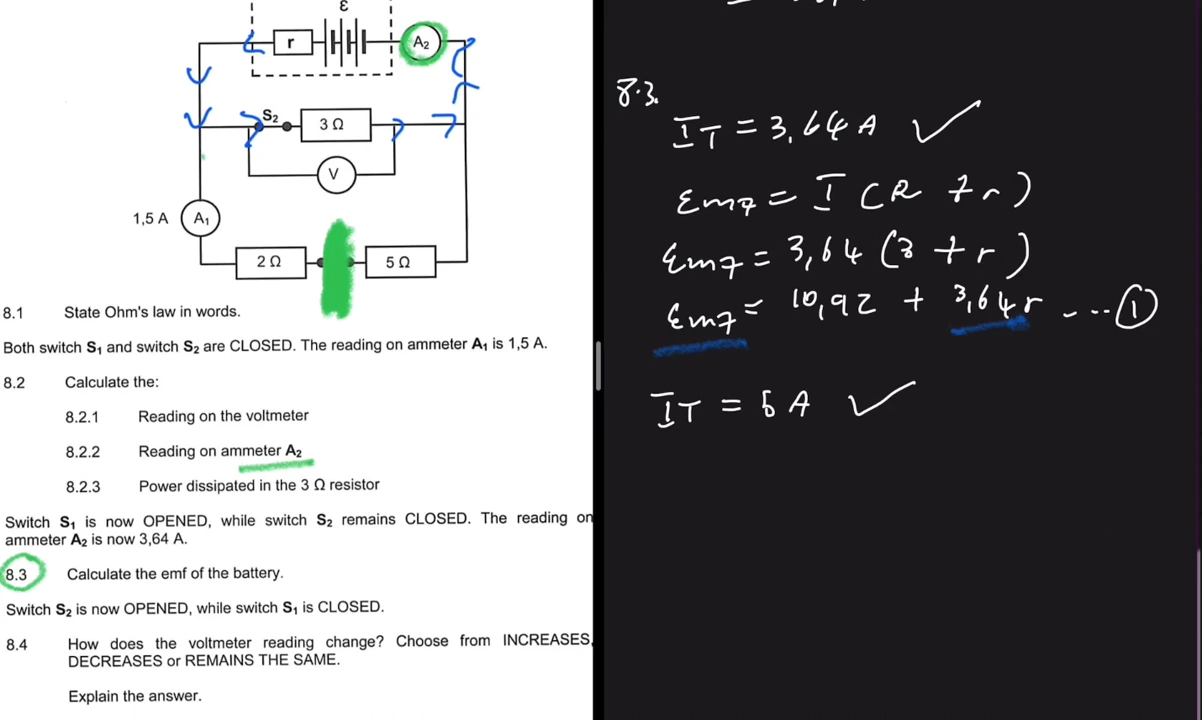 ε
r
A₂
S₂
3 Ω
V
1,5 A
A₁
2 Ω
5 Ω
8.1 State Ohm's law in words.
Both switch S₁ and switch S₂ are CLOSED. The reading on ammeter A₁ is 1,5 A.
8.2 Calculate the:
8.2.1 Reading on the voltmeter
8.2.2 Reading on ammeter A₂
8.2.3 Power dissipated in the 3 Ω resistor
Switch S₁ is now OPENED, while switch S₂ remains CLOSED. The reading on
ammeter A₂ is now 3,64 A.
8.3 Calculate the emf of the battery.
Switch S₂ is now OPENED, while switch S₁ is CLOSED.
8.4 How does the voltmeter reading change? Choose from INCREASES,
DECREASES or REMAINS THE SAME.
Explain the answer.
8.3.
IT = 3,64 A ✓
Emf = I (R + r)
Emf = 3,64 (3 + r)
Emf = 10,92 + 3,64r ---①
IT = 5 A ✓